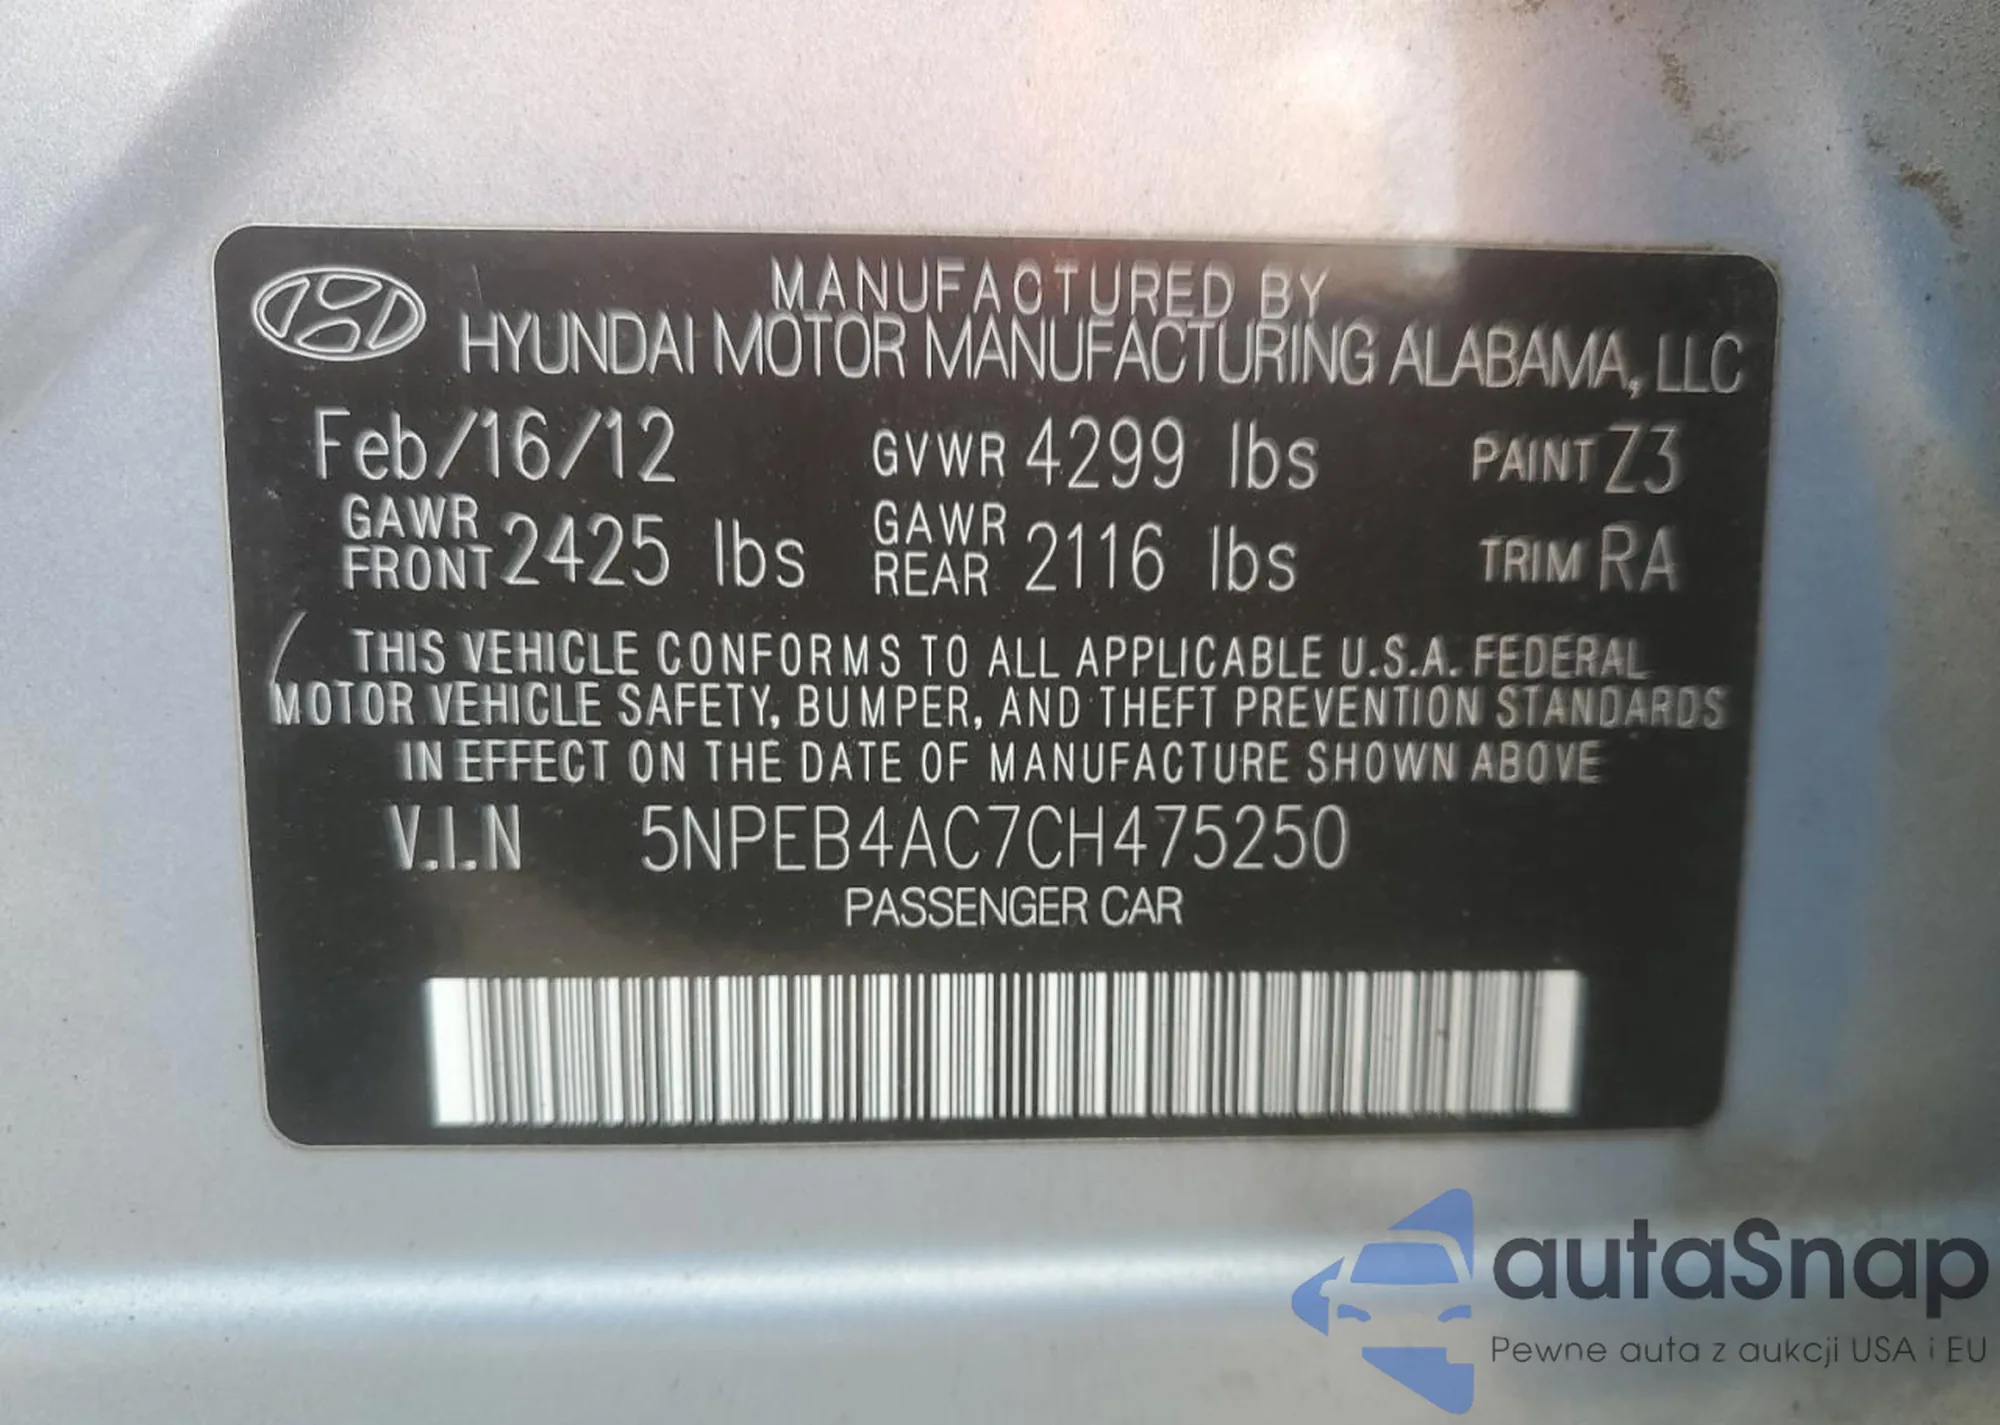 MANUFACTURED BY
HYUNDAI MOTOR MANUFACTURING ALABAMA, LLC
Feb/16/12 GVWR 4299 lbs PAINT Z3
GAWR FRONT 2425 lbs GAWR REAR 2116 lbs TRIM RA
THIS VEHICLE CONFORMS TO ALL APPLICABLE U.S.A. FEDERAL
MOTOR VEHICLE SAFETY, BUMPER, AND THEFT PREVENTION STANDARDS
IN EFFECT ON THE DATE OF MANUFACTURE SHOWN ABOVE
V.I.N 5NPEB4AC7CH475250
PASSENGER CAR
autaSnap
Pewne auta z aukcji USA i EU